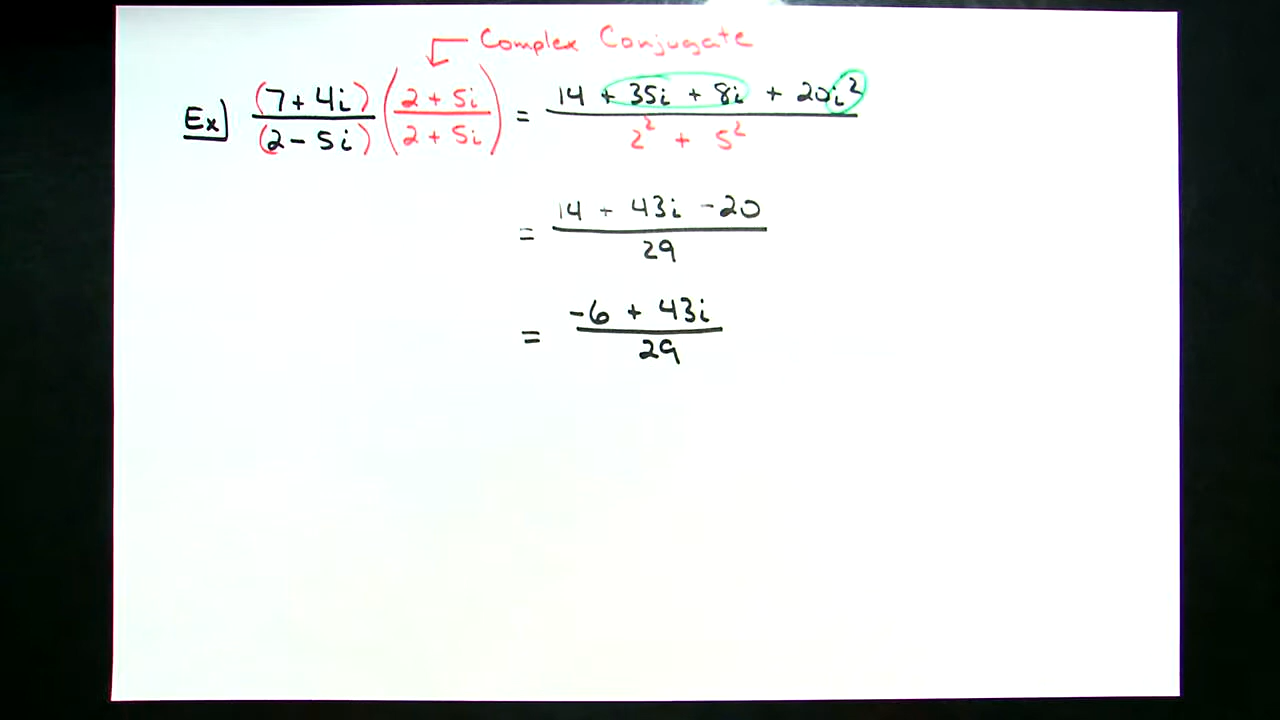 Complex Conjugate
Ex) (7+4i)/(2-5i) (2+5i/2+5i) = 14 + 35i + 8i + 20i²/2² + 5²
= 14 + 43i -20/29
= -6 + 43i/29